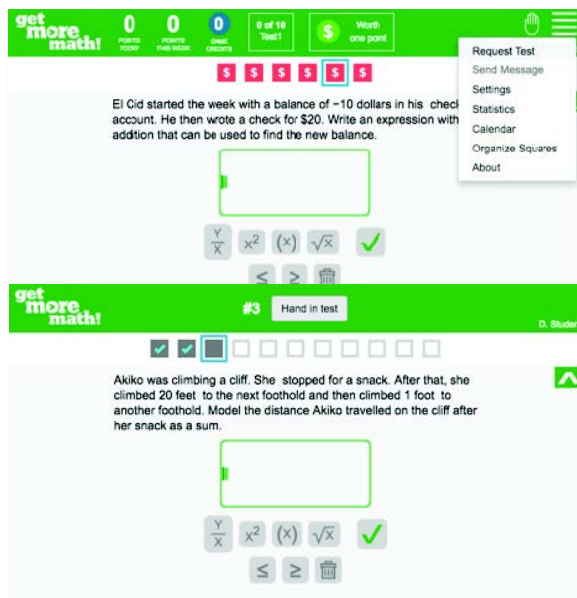 get
more
math!
0
POINTS
TODAY
0
POINTS
THIS WEEK
0
GAME
CREDITS
0 of 19
Test1
$
Worth
one point
Request Test
Send Message
Settings
Statistics
Calendar
Organize Squares
About
$ $ $ $ $ $
El Cid started the week with a balance of −10 dollars in his check
account. He then wrote a check for $20. Write an expression with
addition that can be used to find the new balance.
Y/X x² (x) √x ✓
≤ ≥
get
more
math!
#3
Hand in test
D. Studen
Akiko was climbing a cliff. She stopped for a snack. After that, she
climbed 20 feet to the next foothold and then climbed 1 foot to
another foothold. Model the distance Akiko travelled on the cliff after
her snack as a sum.
Y/X x² (x) √x ✓
≤ ≥